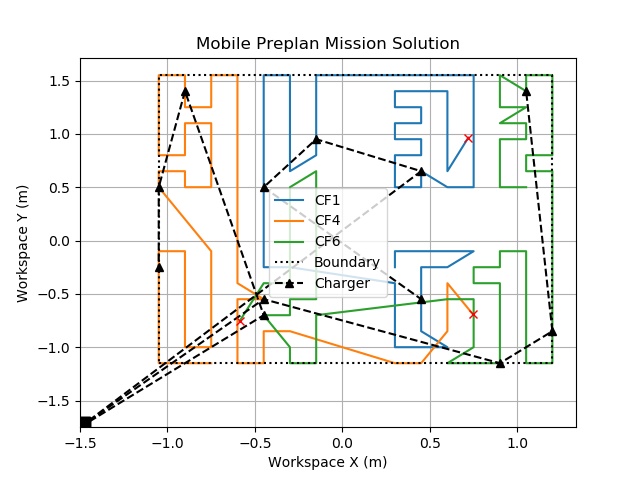 Mobile Preplan Mission Solution
Workspace Y (m)
1.5
1.0
0.5
0.0
−0.5
−1.0
−1.5
CF1
CF4
CF6
Boundary
Charger
−1.5 −1.0 −0.5 0.0 0.5 1.0
Workspace X (m)